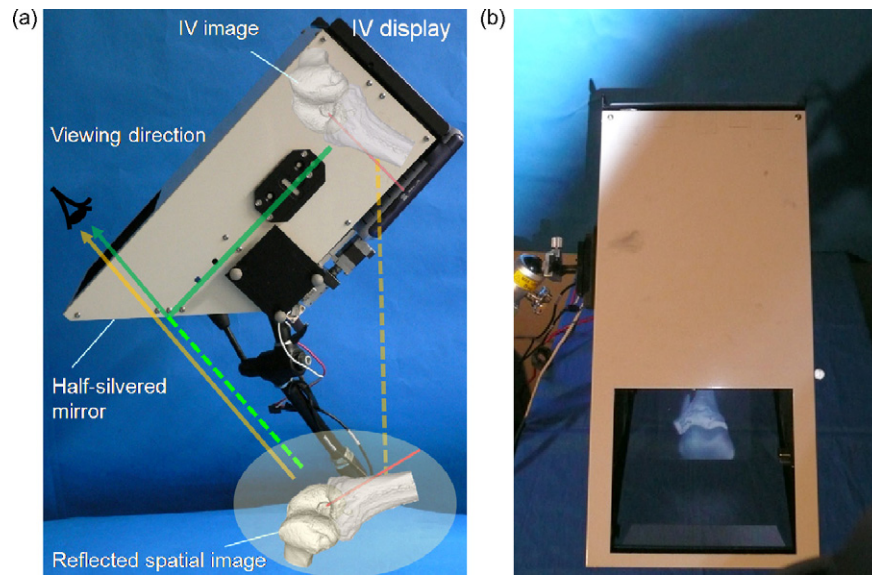 (a)
IV image
IV display
Viewing direction
Half-silvered
mirror
Reflected spatial image
(b)